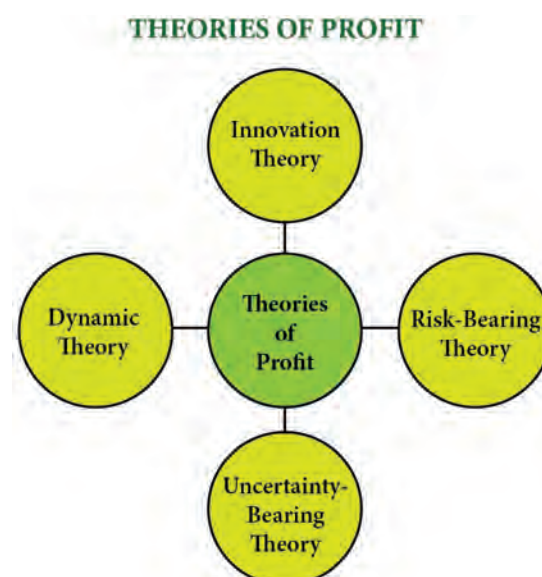 THEORIES OF PROFIT
Innovation
Theory
Dynamic
Theory
Theories
of
Profit
Risk-Bearing
Theory
Uncertainty-
Bearing
Theory